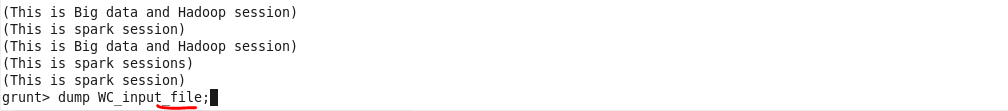 (This is Big data and Hadoop session)
(This is spark session)
(This is Big data and Hadoop session)
(This is spark sessions)
(This is spark session)
grunt> dump WC_input_file;